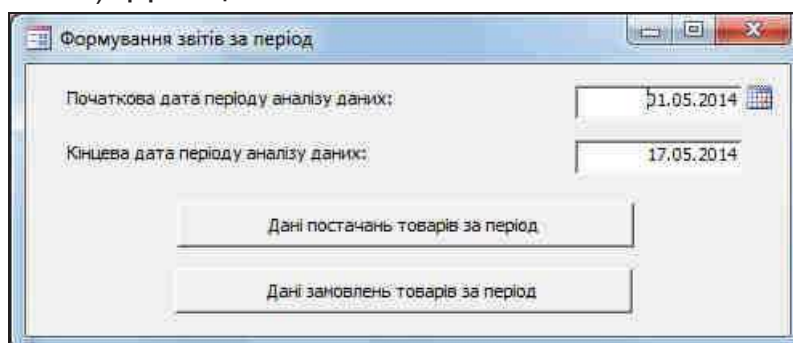 Формування звітів за період
Початкова дата періоду аналізу даних: 01.05.2014
Кінцева дата періоду аналізу даних: 17.05.2014
Дані постачань товарів за період
Дані замовлень товарів за період